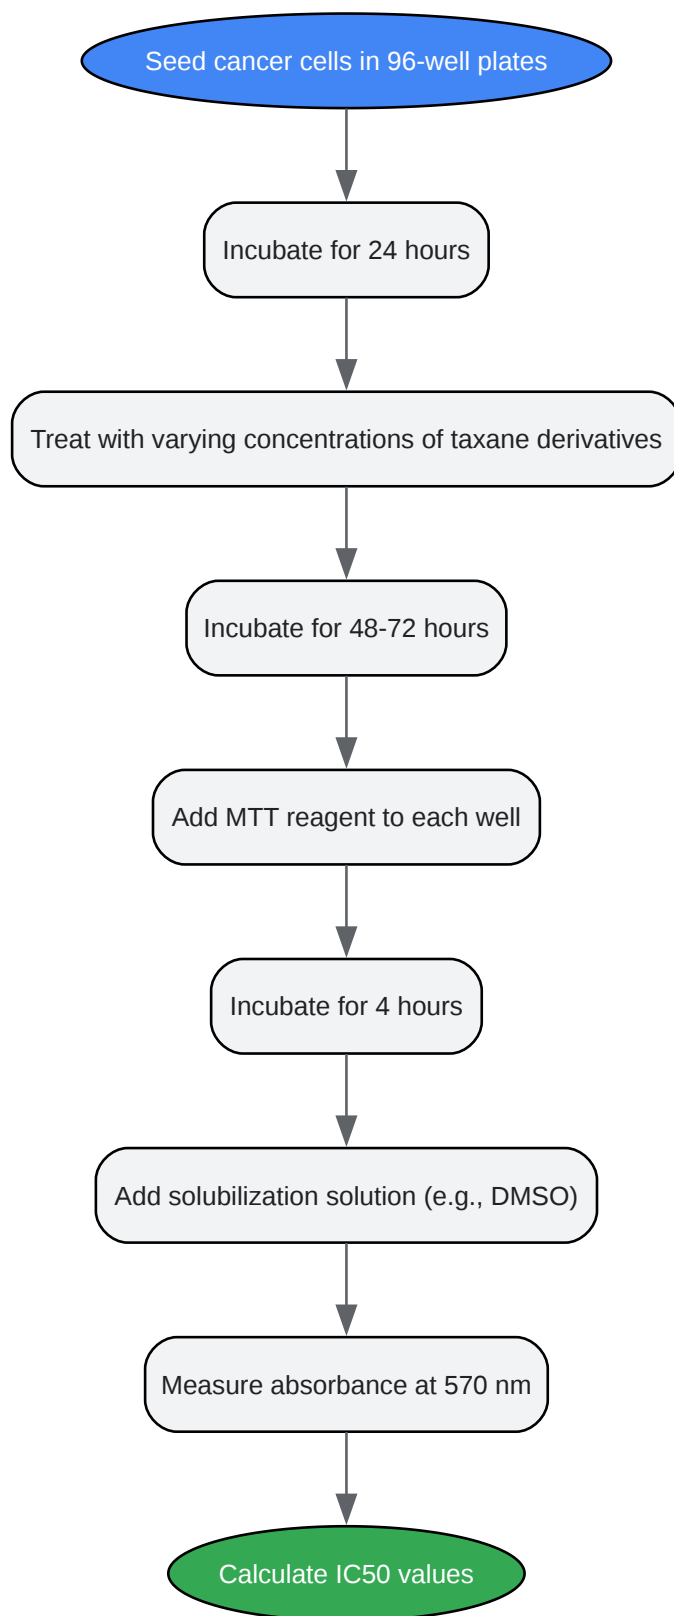 Seed cancer cells in 96-well plates
Incubate for 24 hours
Treat with varying concentrations of taxane derivatives
Incubate for 48-72 hours
Add MTT reagent to each well
Incubate for 4 hours
Add solubilization solution (e.g., DMSO)
Measure absorbance at 570 nm
Calculate IC50 values